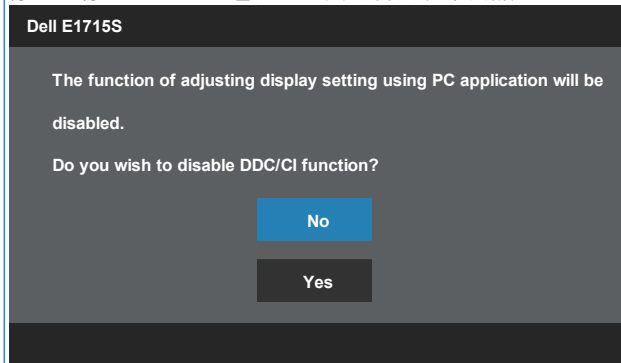 Dell E1715S
The function of adjusting display setting using PC application will be
disabled.
Do you wish to disable DDC/CI function?
No
Yes